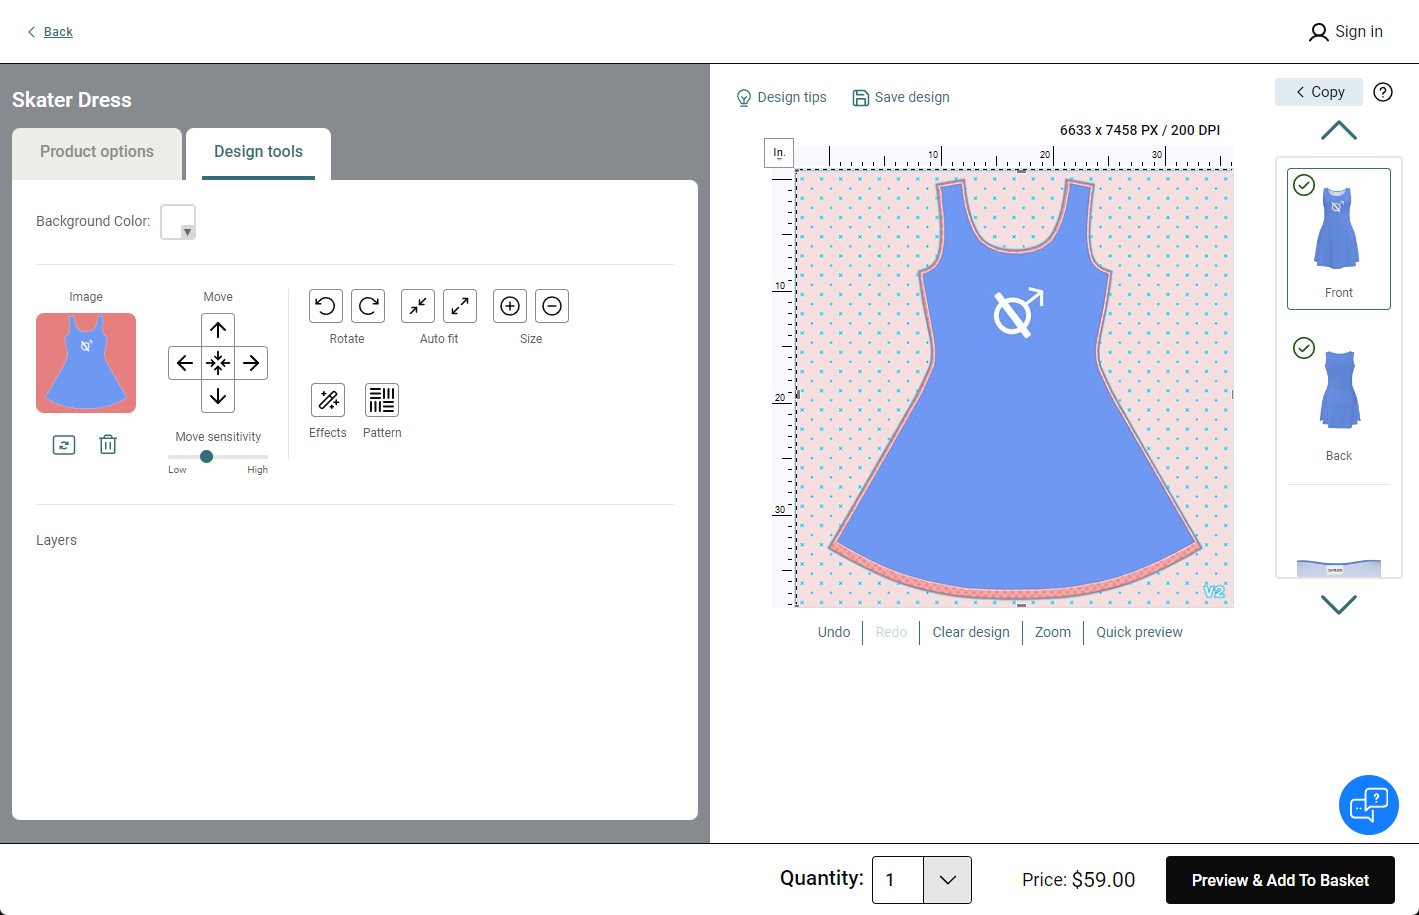 Back
Sign in
Skater Dress
Product options
Design tools
Background Color:
Image
Move
Rotate
Auto fit
Size
Effects
Pattern
Move sensitivity
Low
High
Layers
Design tips
Save design
Copy
6633 x 7458 PX / 200 DPI
In.
10
20
30
10
20
30
V2
Undo
Redo
Clear design
Zoom
Quick preview
Front
Back
Quantity:
1
Price: $59.00
Preview & Add To Basket